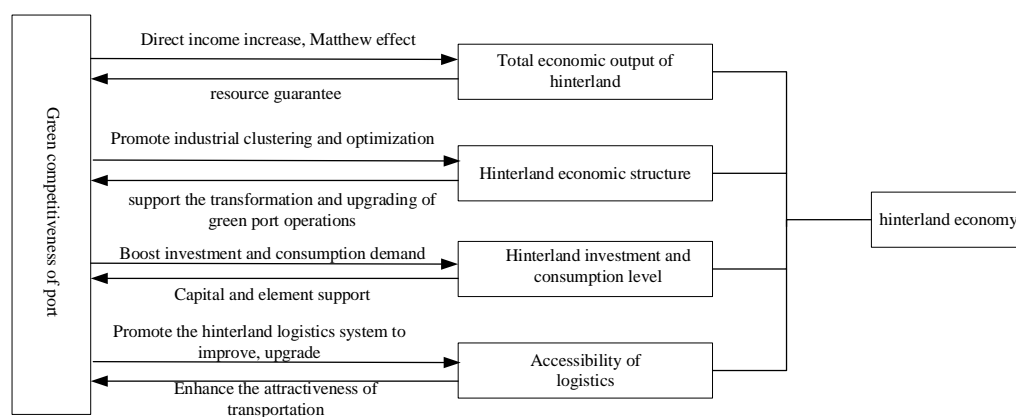 Green competitiveness of
port
Direct income increase, Matthew effect
resource guarantee
Total economic output of
hinterland
Promote industrial clustering and optimization
support the transformation and upgrading of
green port operations
Hinterland economic structure
Boost investment and consumption demand
Capital and element support
Hinterland investment and
consumption level
Promote the hinterland logistics system to
improve, upgrade
Enhance the attractiveness of
transportation
Accessibility of
logistics
hinterland economy